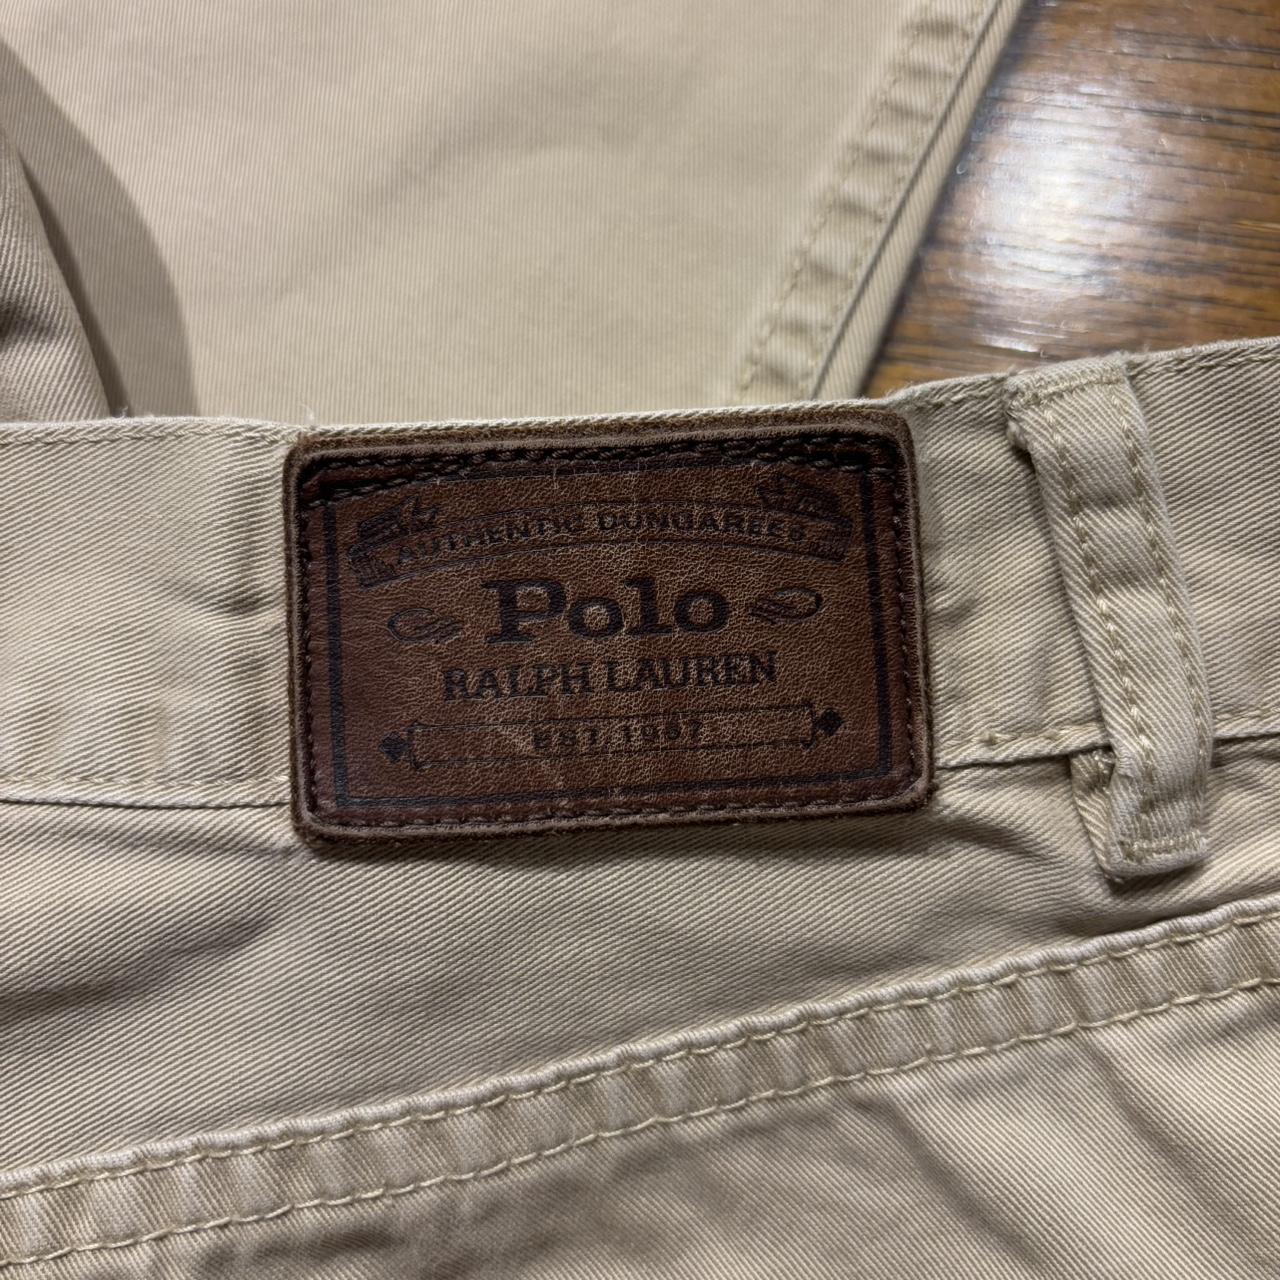 AUTHENTIC DUNGAREES
Polo
RALPH LAUREN
EST. 1967